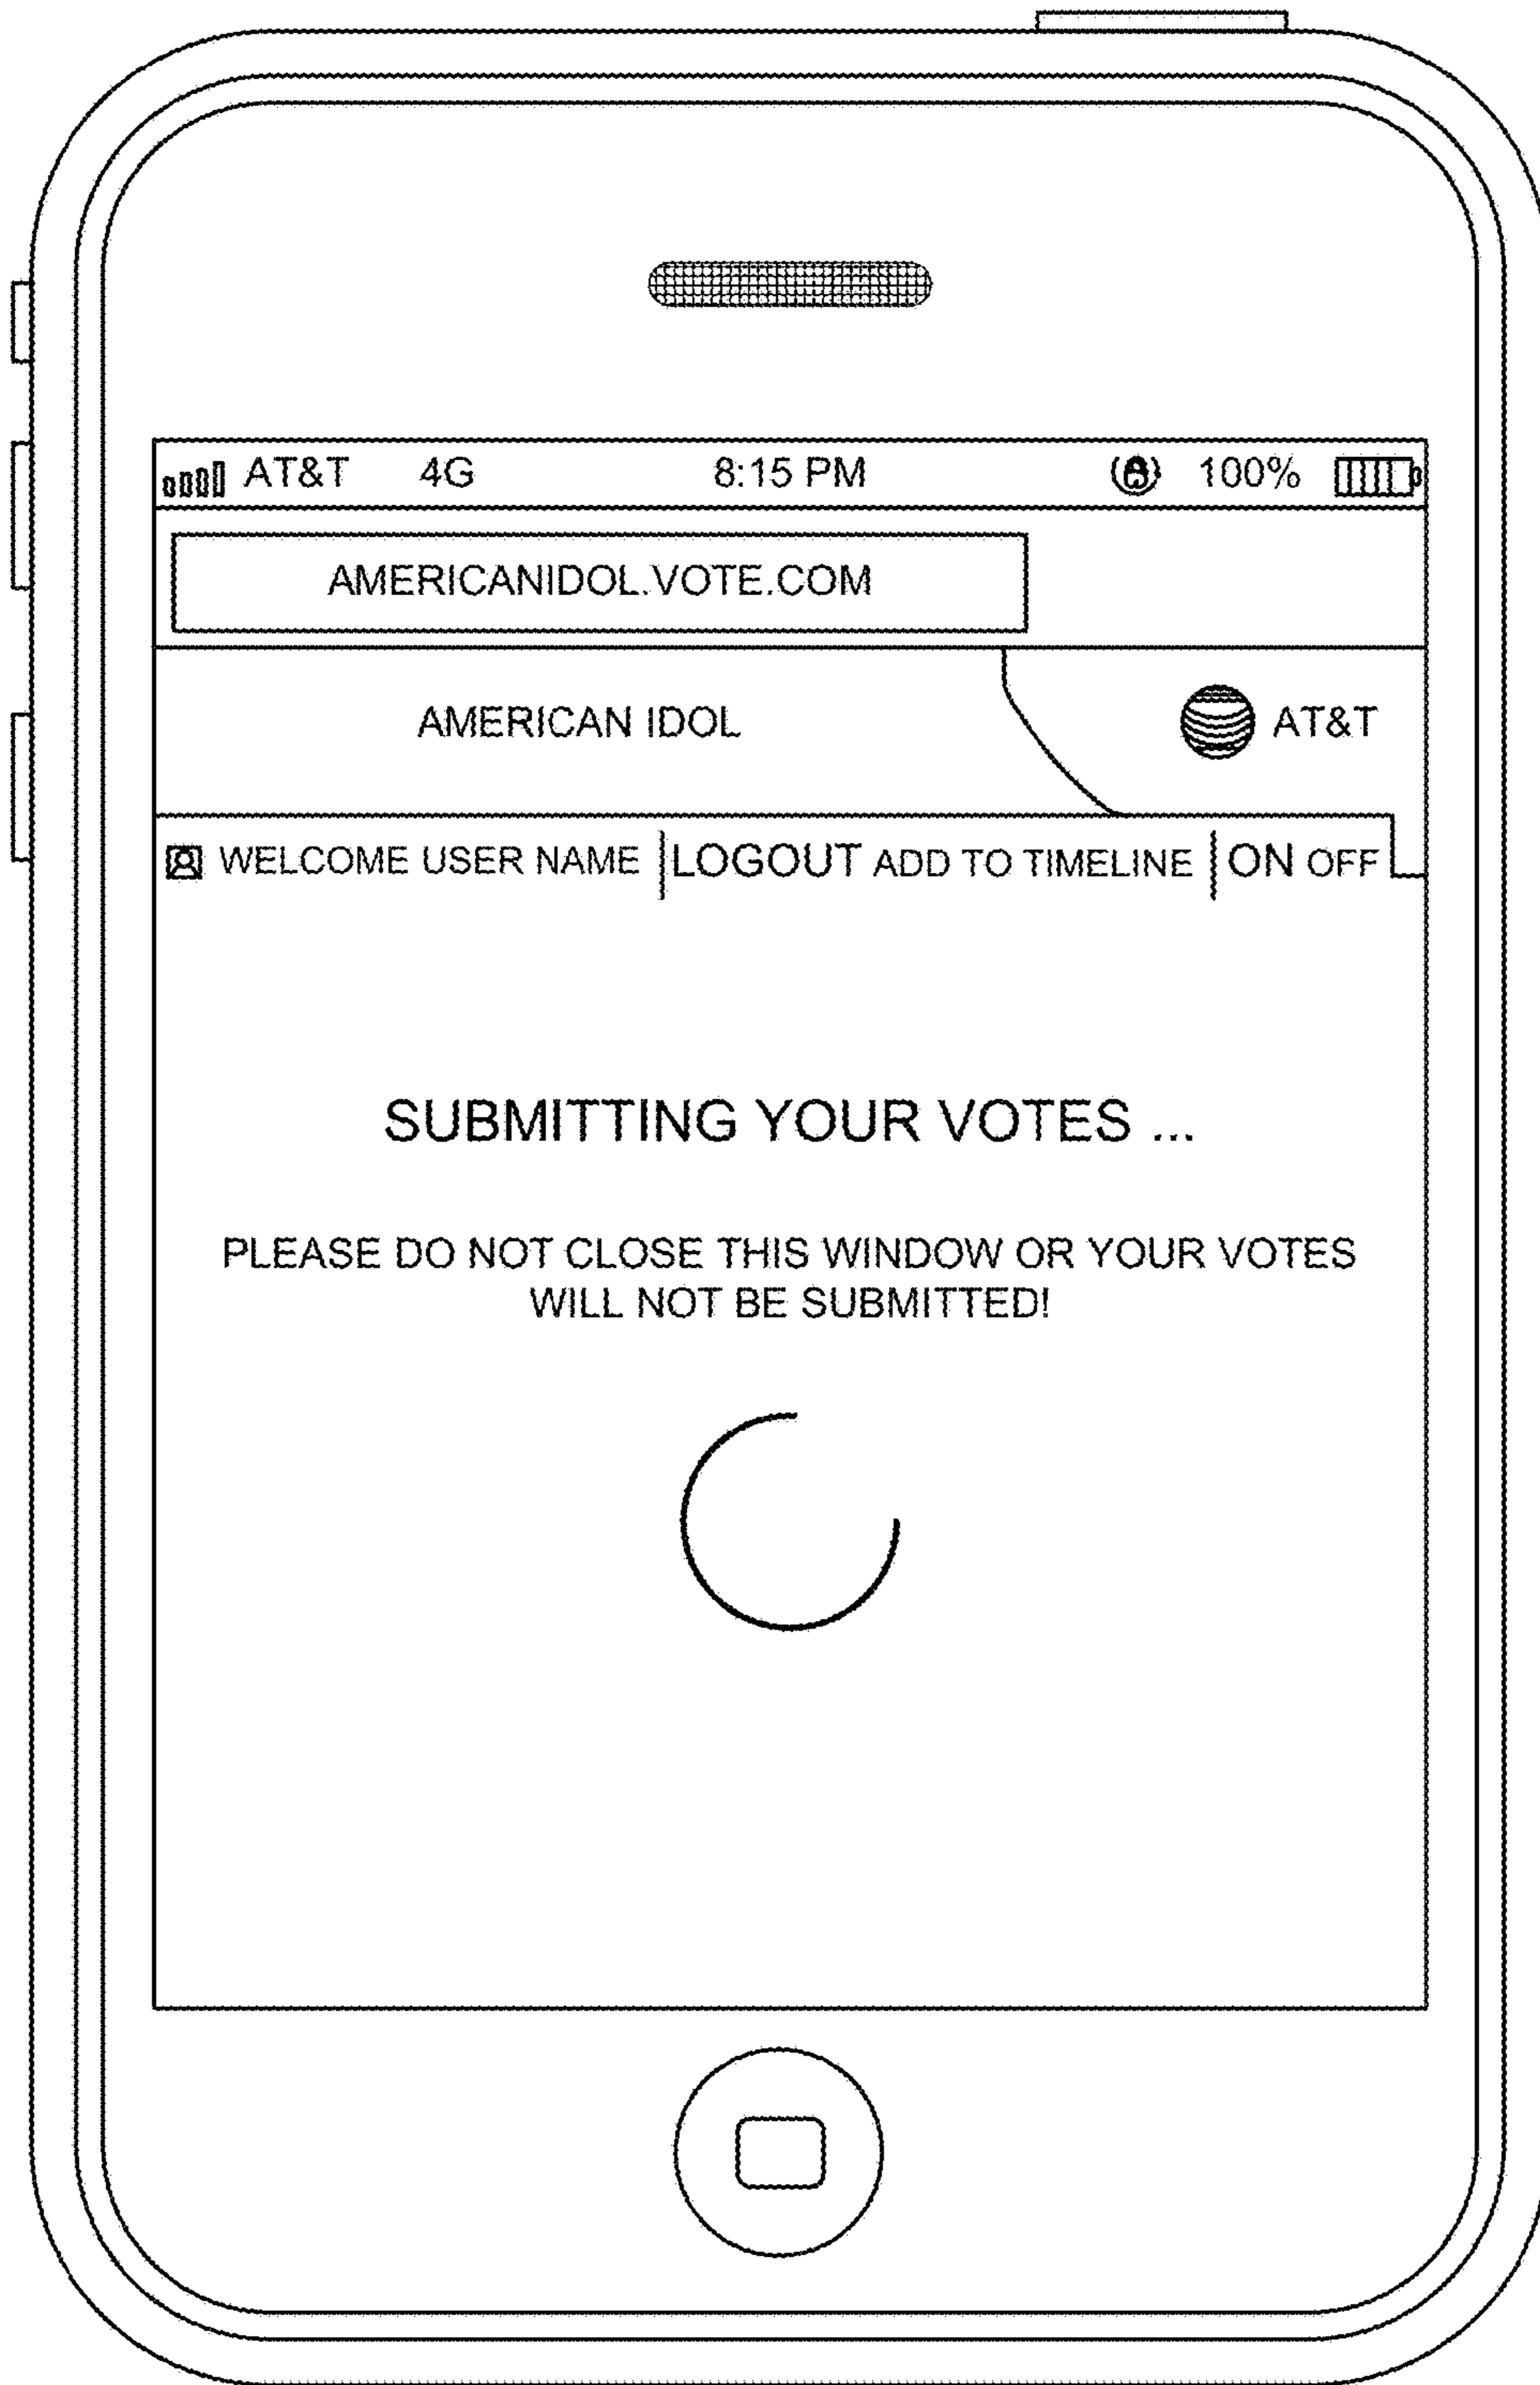 AT&T 4G 8:15 PM 100%
AMERICANIDOL.VOTE.COM
AMERICAN IDOL AT&T
WELCOME USER NAME LOGOUT ADD TO TIMELINE ON OFF
SUBMITTING YOUR VOTES ...
PLEASE DO NOT CLOSE THIS WINDOW OR YOUR VOTES
WILL NOT BE SUBMITTED!